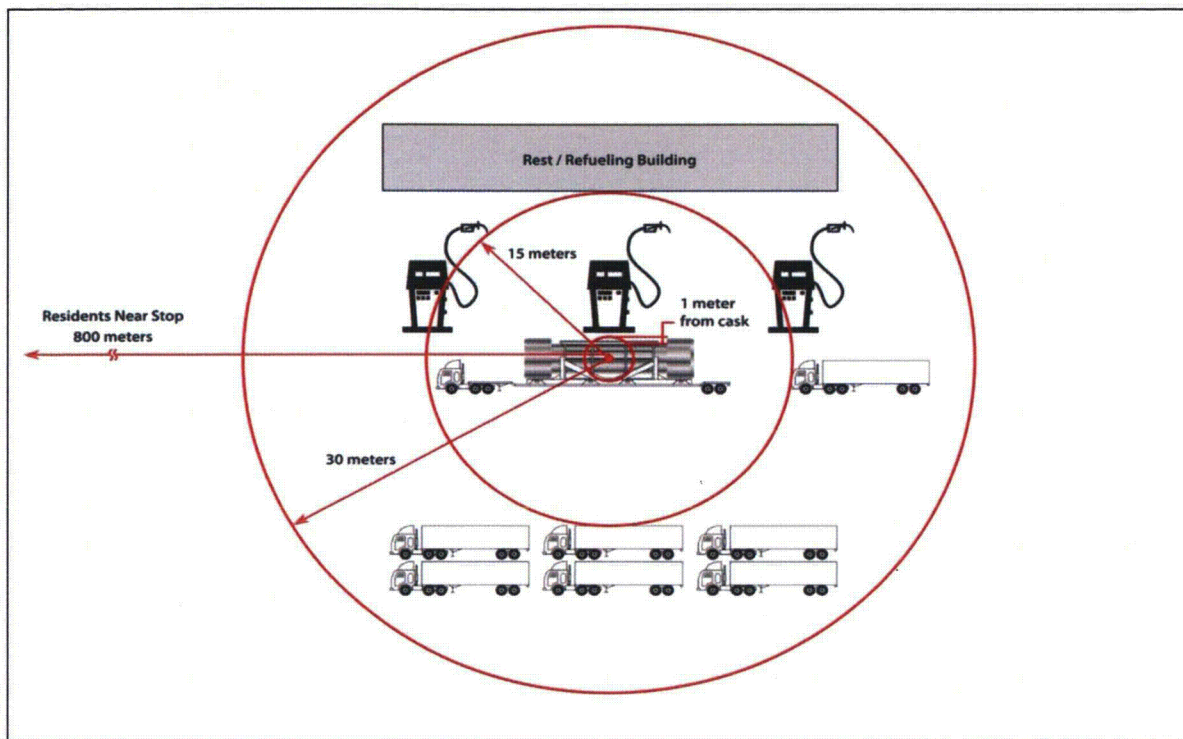 Rest / Refueling Building
15 meters
1 meter
from cask
Residents Near Stop
800 meters
30 meters